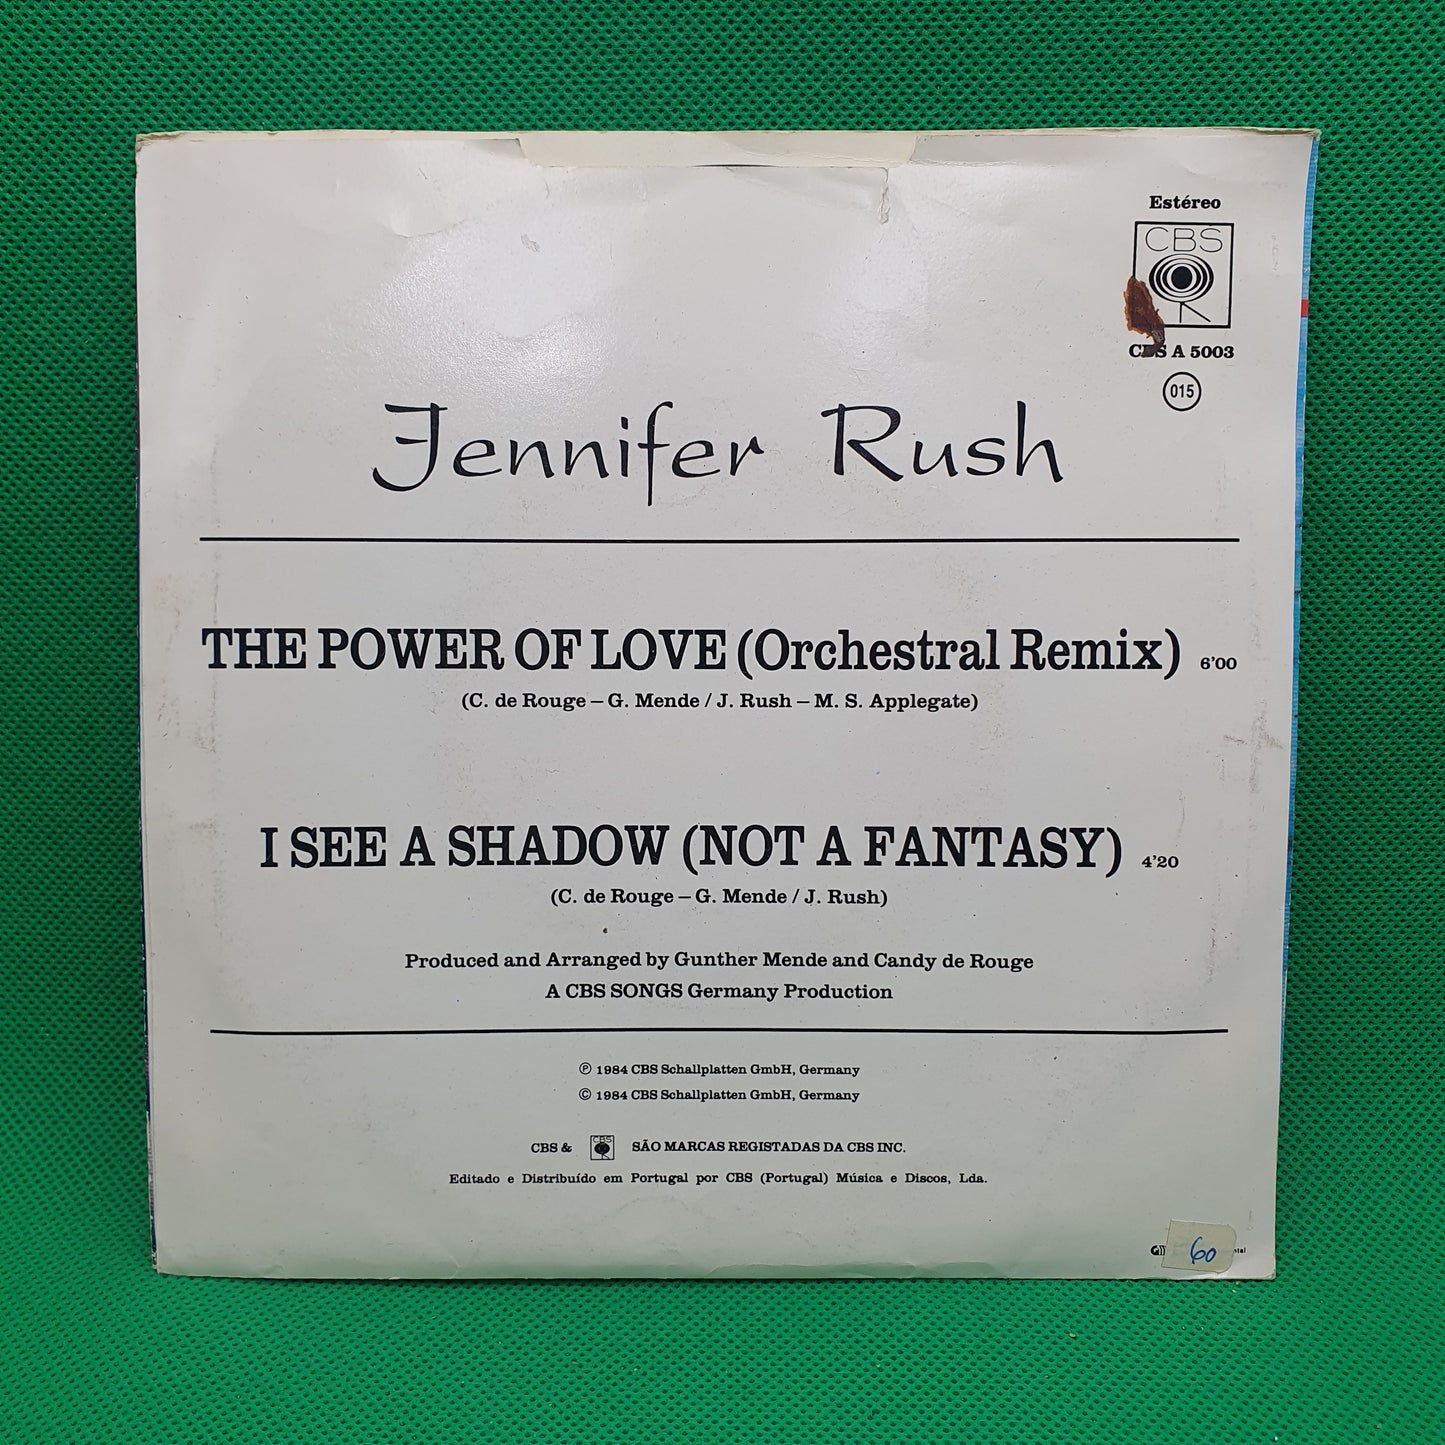 Estéreo
CBS
CBS A 5003
015
Jennifer Rush
THE POWER OF LOVE (Orchestral Remix) 6’00
(C. de Rouge – G. Mende / J. Rush – M. S. Applegate)
I SEE A SHADOW (NOT A FANTASY) 4’20
(C. de Rouge – G. Mende / J. Rush)
Produced and Arranged by Gunther Mende and Candy de Rouge
A CBS SONGS Germany Production
℗ 1984 CBS Schallplatten GmbH, Germany
© 1984 CBS Schallplatten GmbH, Germany
CBS & CBS SÃO MARCAS REGISTADAS DA CBS INC.
Editado e Distribuído em Portugal por CBS (Portugal) Música e Discos, Lda.
60